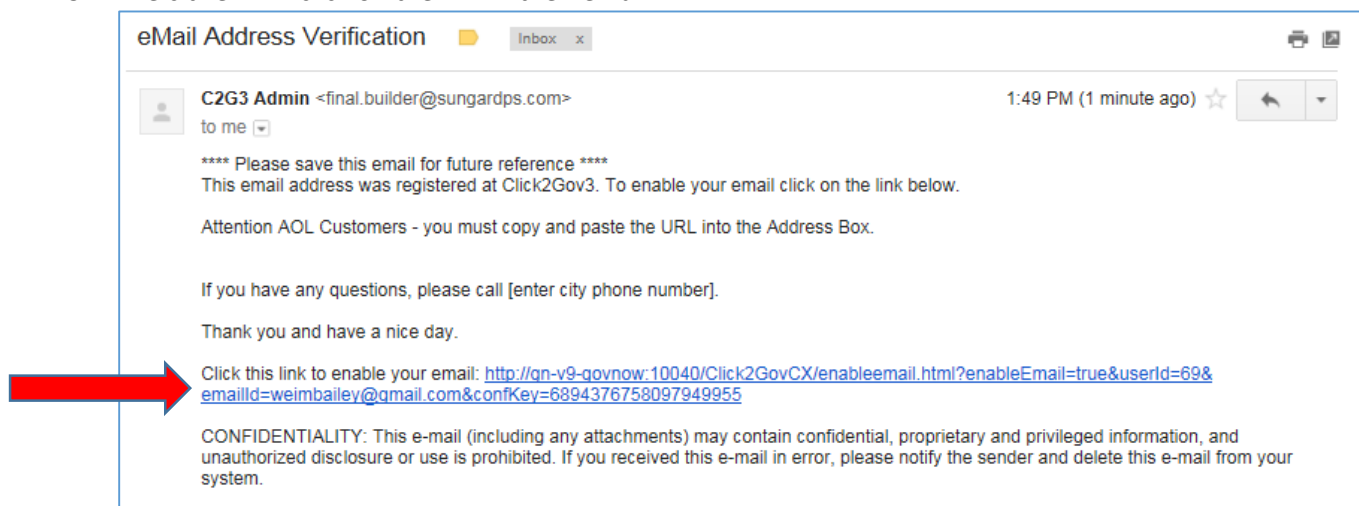 eMail Address Verification Inbox x
C2G3 Admin <final.builder@sungardps.com> 1:49 PM (1 minute ago)
to me
**** Please save this email for future reference ****
This email address was registered at Click2Gov3. To enable your email click on the link below.
Attention AOL Customers - you must copy and paste the URL into the Address Box.
If you have any questions, please call [enter city phone number].
Thank you and have a nice day.
Click this link to enable your email: http://gn-v9-govnow:10040/Click2GovCX/enableemail.html?enableEmail=true&userId=69&
emailId=weimbailey@gmail.com&confKey=6894376758097949955
CONFIDENTIALITY: This e-mail (including any attachments) may contain confidential, proprietary and privileged information, and
unauthorized disclosure or use is prohibited. If you received this e-mail in error, please notify the sender and delete this e-mail from your
system.